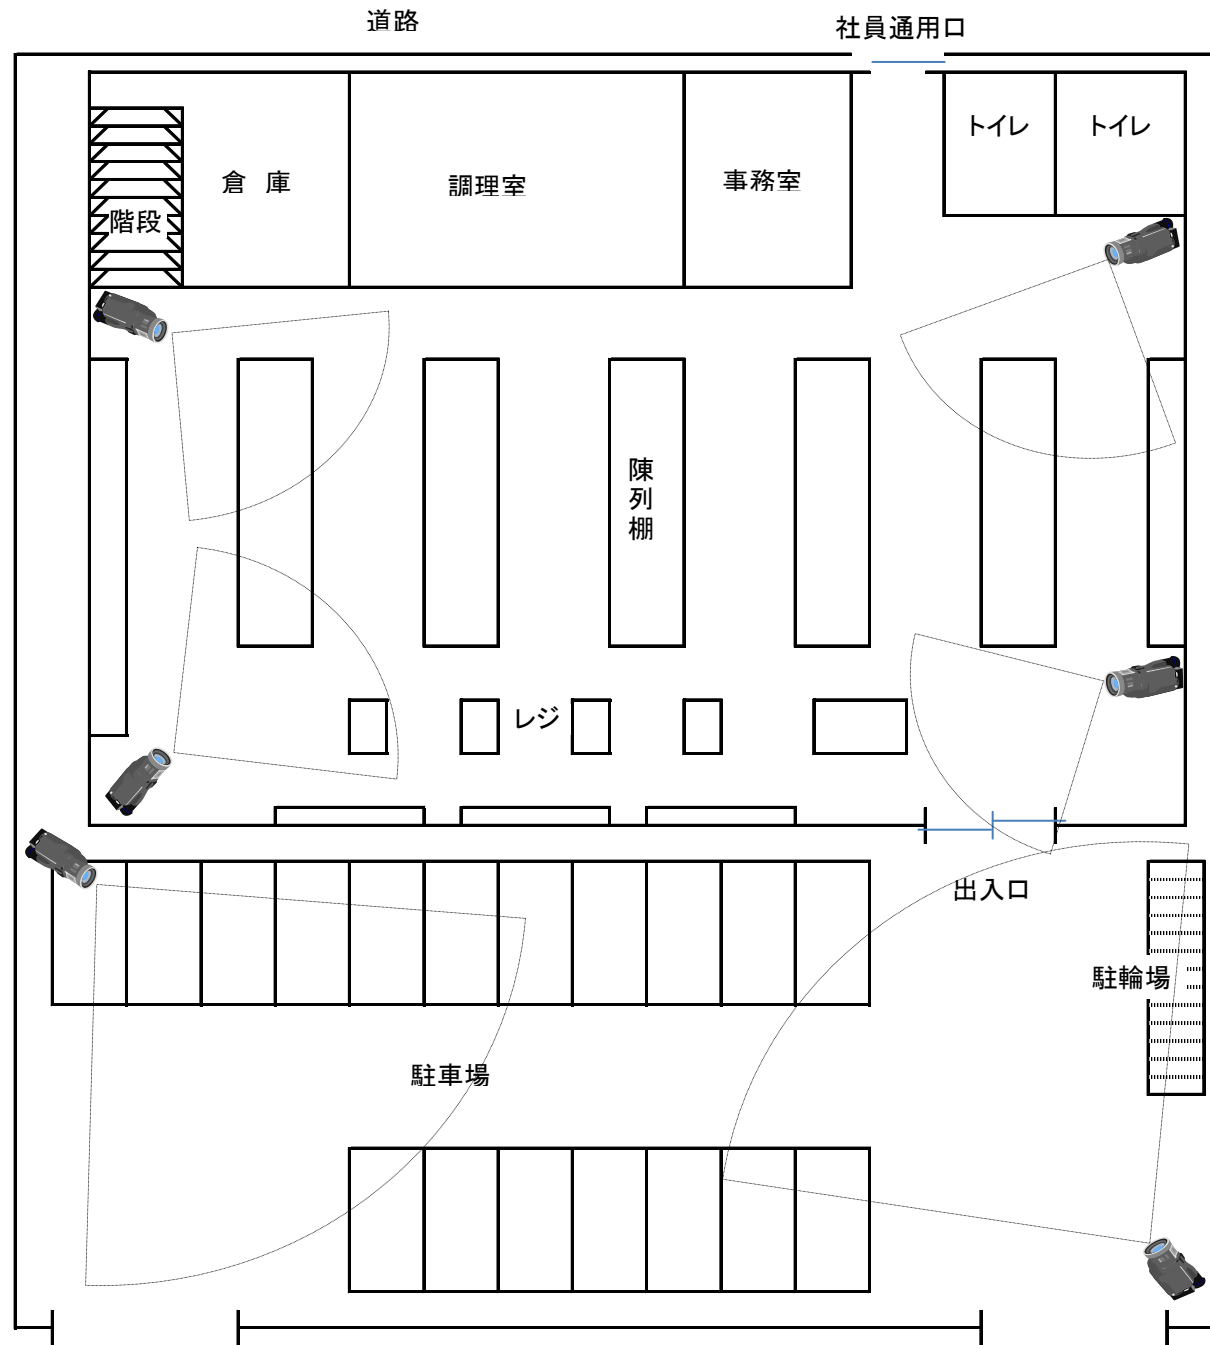 道路
社員通用口
トイレ
トイレ
倉 庫
調理室
事務室
階段
陳列棚
レジ
出入口
駐輪場
駐車場